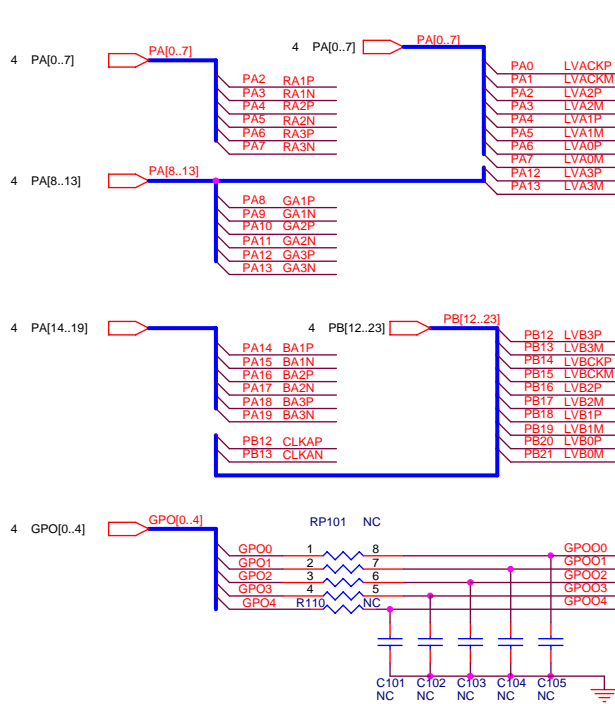 4 PA[0..7] PA[0..7]
4 PA[0..7] PA[0..7]
PA2 RA1P
PA3 RA1N
PA4 RA2P
PA5 RA2N
PA6 RA3P
PA7 RA3N
PA0 LVACKP
PA1 LVACKM
PA2 LVA2P
PA3 LVA2M
PA4 LVA1P
PA5 LVA1M
PA6 LVA0P
PA7 LVA0M
PA12 LVA3P
PA13 LVA3M
4 PA[8..13] PA[8..13]
PA8 GA1P
PA9 GA1N
PA10 GA2P
PA11 GA2N
PA12 GA3P
PA13 GA3N
4 PA[14..19]
4 PB[12..23] PB[12..23]
PA14 BA1P
PA15 BA1N
PA16 BA2P
PA17 BA2N
PA18 BA3P
PA19 BA3N
PB12 CLKAP
PB13 CLKAN
PB12 LVB3P
PB13 LVB3M
PB14 LVBCKP
PB15 LVBCKM
PB16 LVB2P
PB17 LVB2M
PB18 LVB1P
PB19 LVB1M
PB20 LVB0P
PB21 LVB0M
4 GPO[0..4] GPO[0..4]
RP101 NC
GPO0 1 8 GPOO0
GPO1 2 7 GPOO1
GPO2 3 6 GPOO2
GPO3 4 5 GPOO3
GPO4 R110 NC GPOO4
C101 C102 C103 C104 C105
NC NC NC NC NC